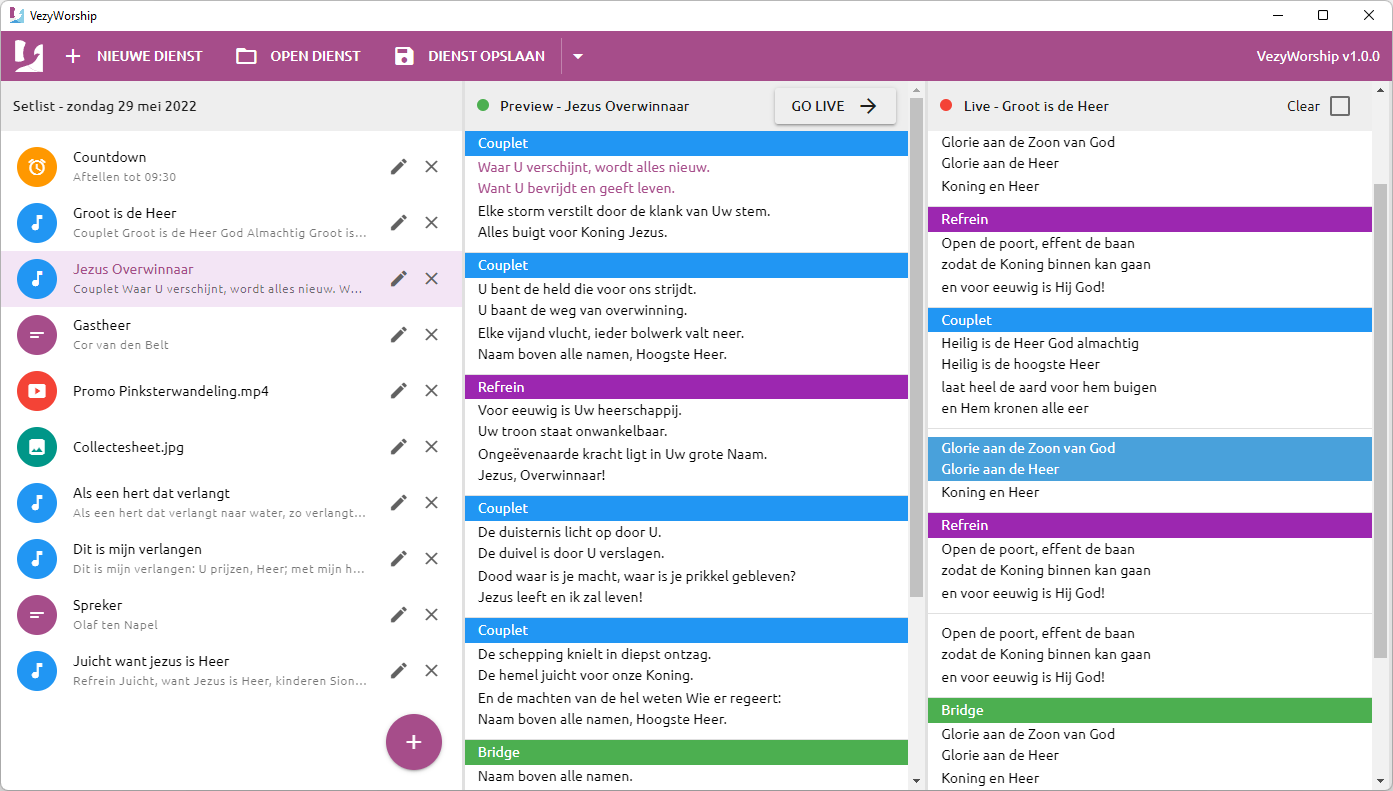 VezyWorship
NIEUWE DIENST
OPEN DIENST
DIENST OPSLAAN
VezyWorship v1.0.0
Setlist - zondag 29 mei 2022
Countdown
Aftellen tot 09:30
Groot is de Heer
Couplet Groot is de Heer God Almachtig Groot is...
Jezus Overwinnaar
Couplet Waar U verschijnt, wordt alles nieuw. W...
Gastheer
Cor van den Belt
Promo Pinksterwandeling.mp4
Collectesheet.jpg
Als een hert dat verlangt
Als een hert dat verlangt naar water, zo verlangt...
Dit is mijn verlangen
Dit is mijn verlangen: U prijzen, Heer; met mijn h...
Spreker
Olaf ten Napel
Juicht want jezus is Heer
Refrein Juicht, want Jezus is Heer, kinderen Sion...
Preview - Jezus Overwinnaar
GO LIVE
Couplet
Waar U verschijnt, wordt alles nieuw.
Want U bevrijdt en geeft leven.
Elke storm verstilt door de klank van Uw stem.
Alles buigt voor Koning Jezus.
Couplet
U bent de held die voor ons strijdt.
U baant de weg van overwinning.
Elke vijand vlucht, ieder bolwerk valt neer.
Naam boven alle namen, Hoogste Heer.
Refrein
Voor eeuwig is Uw heerschappij.
Uw troon staat onwankelbaar.
Ongeëvenaarde kracht ligt in Uw grote Naam.
Jezus, Overwinnaar!
Couplet
De duisternis licht op door U.
De duivel is door U verslagen.
Dood waar is je macht, waar is je prikkel gebleven?
Jezus leeft en ik zal leven!
Couplet
De schepping knielt in diepst ontzag.
De hemel juicht voor onze Koning.
En de machten van de hel weten Wie er regeert:
Naam boven alle namen, Hoogste Heer.
Bridge
Naam boven alle namen.
Live - Groot is de Heer
Clear
Glorie aan de Zoon van God
Glorie aan de Heer
Koning en Heer
Refrein
Open de poort, effent de baan
zodat de Koning binnen kan gaan
en voor eeuwig is Hij God!
Couplet
Heilig is de Heer God almachtig
Heilig is de hoogste Heer
laat heel de aard voor hem buigen
en Hem kronen alle eer
Glorie aan de Zoon van God
Glorie aan de Heer
Koning en Heer
Refrein
Open de poort, effent de baan
zodat de Koning binnen kan gaan
en voor eeuwig is Hij God!
Open de poort, effent de baan
zodat de Koning binnen kan gaan
en voor eeuwig is Hij God!
Bridge
Glorie aan de Zoon van God
Glorie aan de Heer
Koning en Heer